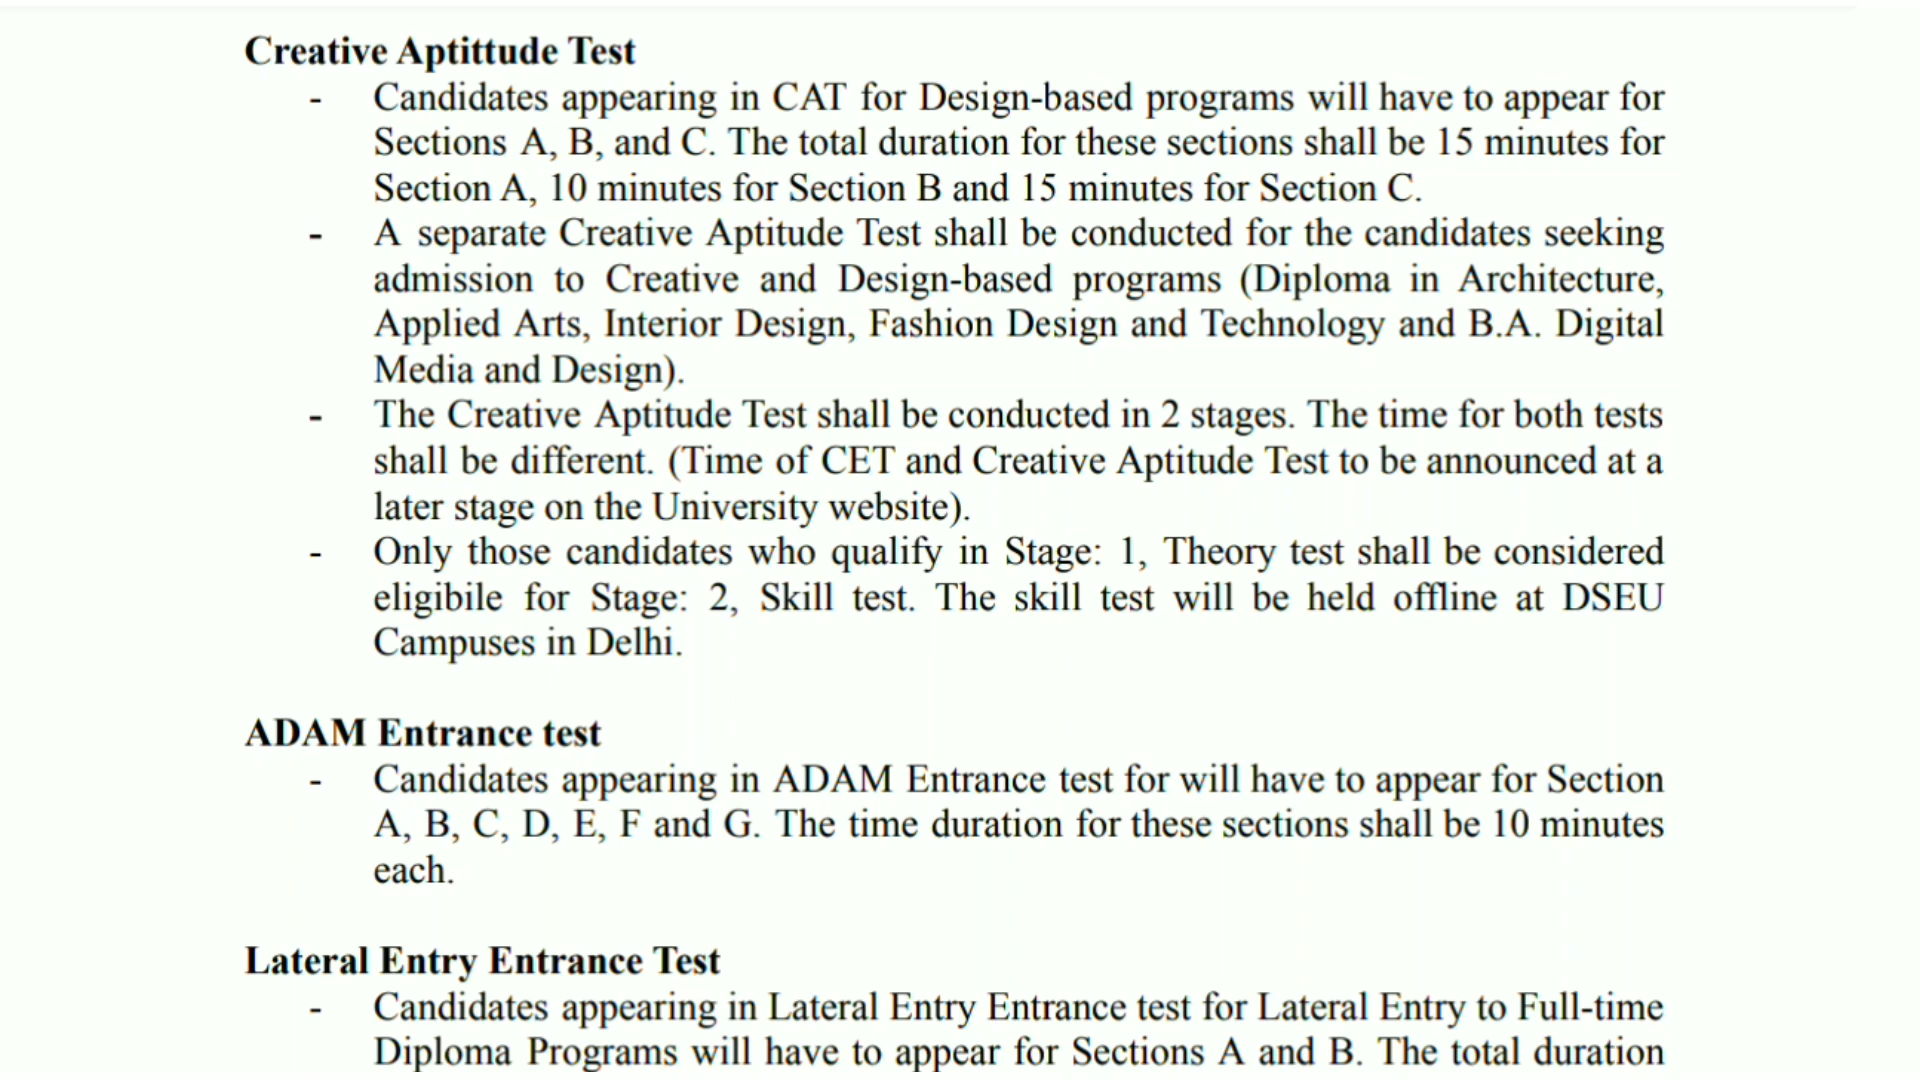 Creative Aptittude Test
- Candidates appearing in CAT for Design-based programs will have to appear for
Sections A, B, and C. The total duration for these sections shall be 15 minutes for
Section A, 10 minutes for Section B and 15 minutes for Section C.
- A separate Creative Aptitude Test shall be conducted for the candidates seeking
admission to Creative and Design-based programs (Diploma in Architecture,
Applied Arts, Interior Design, Fashion Design and Technology and B.A. Digital
Media and Design).
- The Creative Aptitude Test shall be conducted in 2 stages. The time for both tests
shall be different. (Time of CET and Creative Aptitude Test to be announced at a
later stage on the University website).
- Only those candidates who qualify in Stage: 1, Theory test shall be considered
eligibile for Stage: 2, Skill test. The skill test will be held offline at DSEU
Campuses in Delhi.
ADAM Entrance test
- Candidates appearing in ADAM Entrance test for will have to appear for Section
A, B, C, D, E, F and G. The time duration for these sections shall be 10 minutes
each.
Lateral Entry Entrance Test
- Candidates appearing in Lateral Entry Entrance test for Lateral Entry to Full-time
Diploma Programs will have to appear for Sections A and B. The total duration